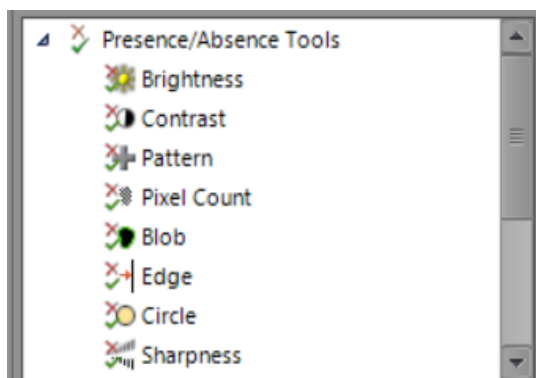 Presence/Absence Tools
Brightness
Contrast
Pattern
Pixel Count
Blob
Edge
Circle
Sharpness